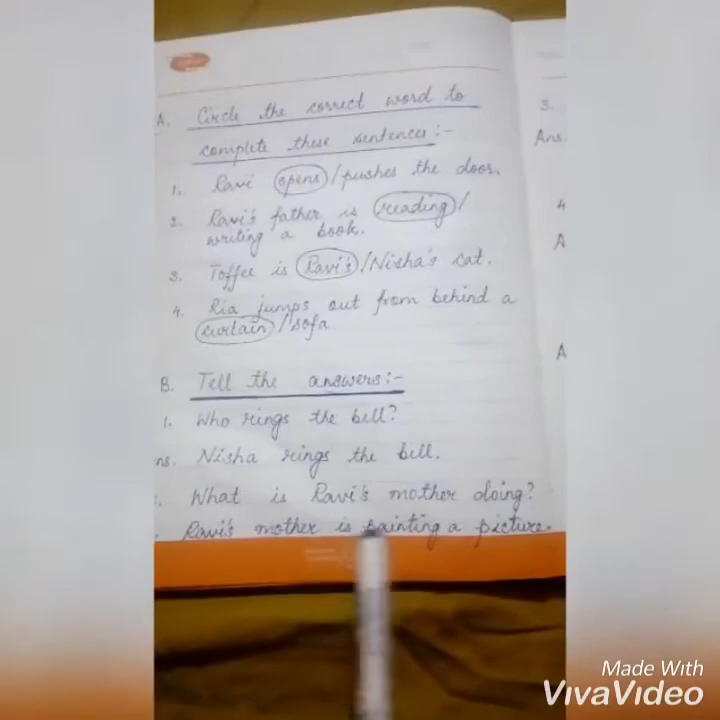 A. Circle the correct word to
complete these sentences :-
1. Ravi opens / pushes the door.
2. Ravi's father is reading /
writing a book.
3. Toffee is Ravi's / Nisha's cat.
4. Ria jumps out from behind a
curtain / sofa
B. Tell the answers :-
1. Who rings the bell?
ns. Nisha rings the bell.
. What is Ravi's mother doing?
. Ravi's mother is painting a picture.
3.
Ans.
4
A
A
Made With
VivaVideo